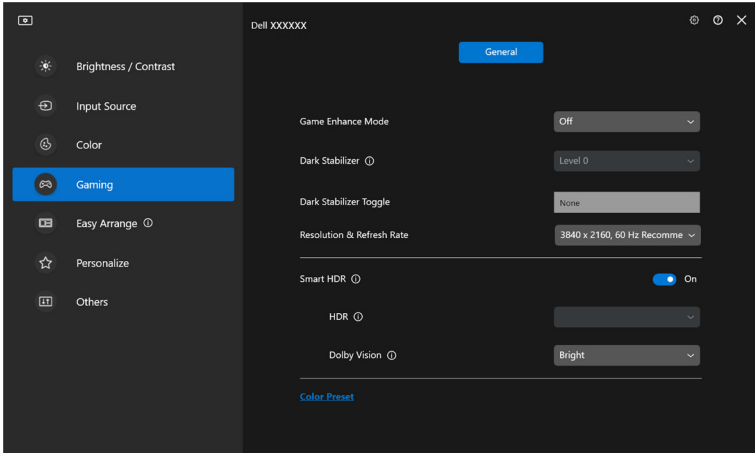 Dell XXXXXX
General
Brightness / Contrast
Input Source
Color
Gaming
Easy Arrange
Personalize
Others
Game Enhance Mode
Off
Dark Stabilizer
Level 0
Dark Stabilizer Toggle
None
Resolution & Refresh Rate
3840 x 2160, 60 Hz Recomme
Smart HDR
On
HDR
Dolby Vision
Bright
Color Preset